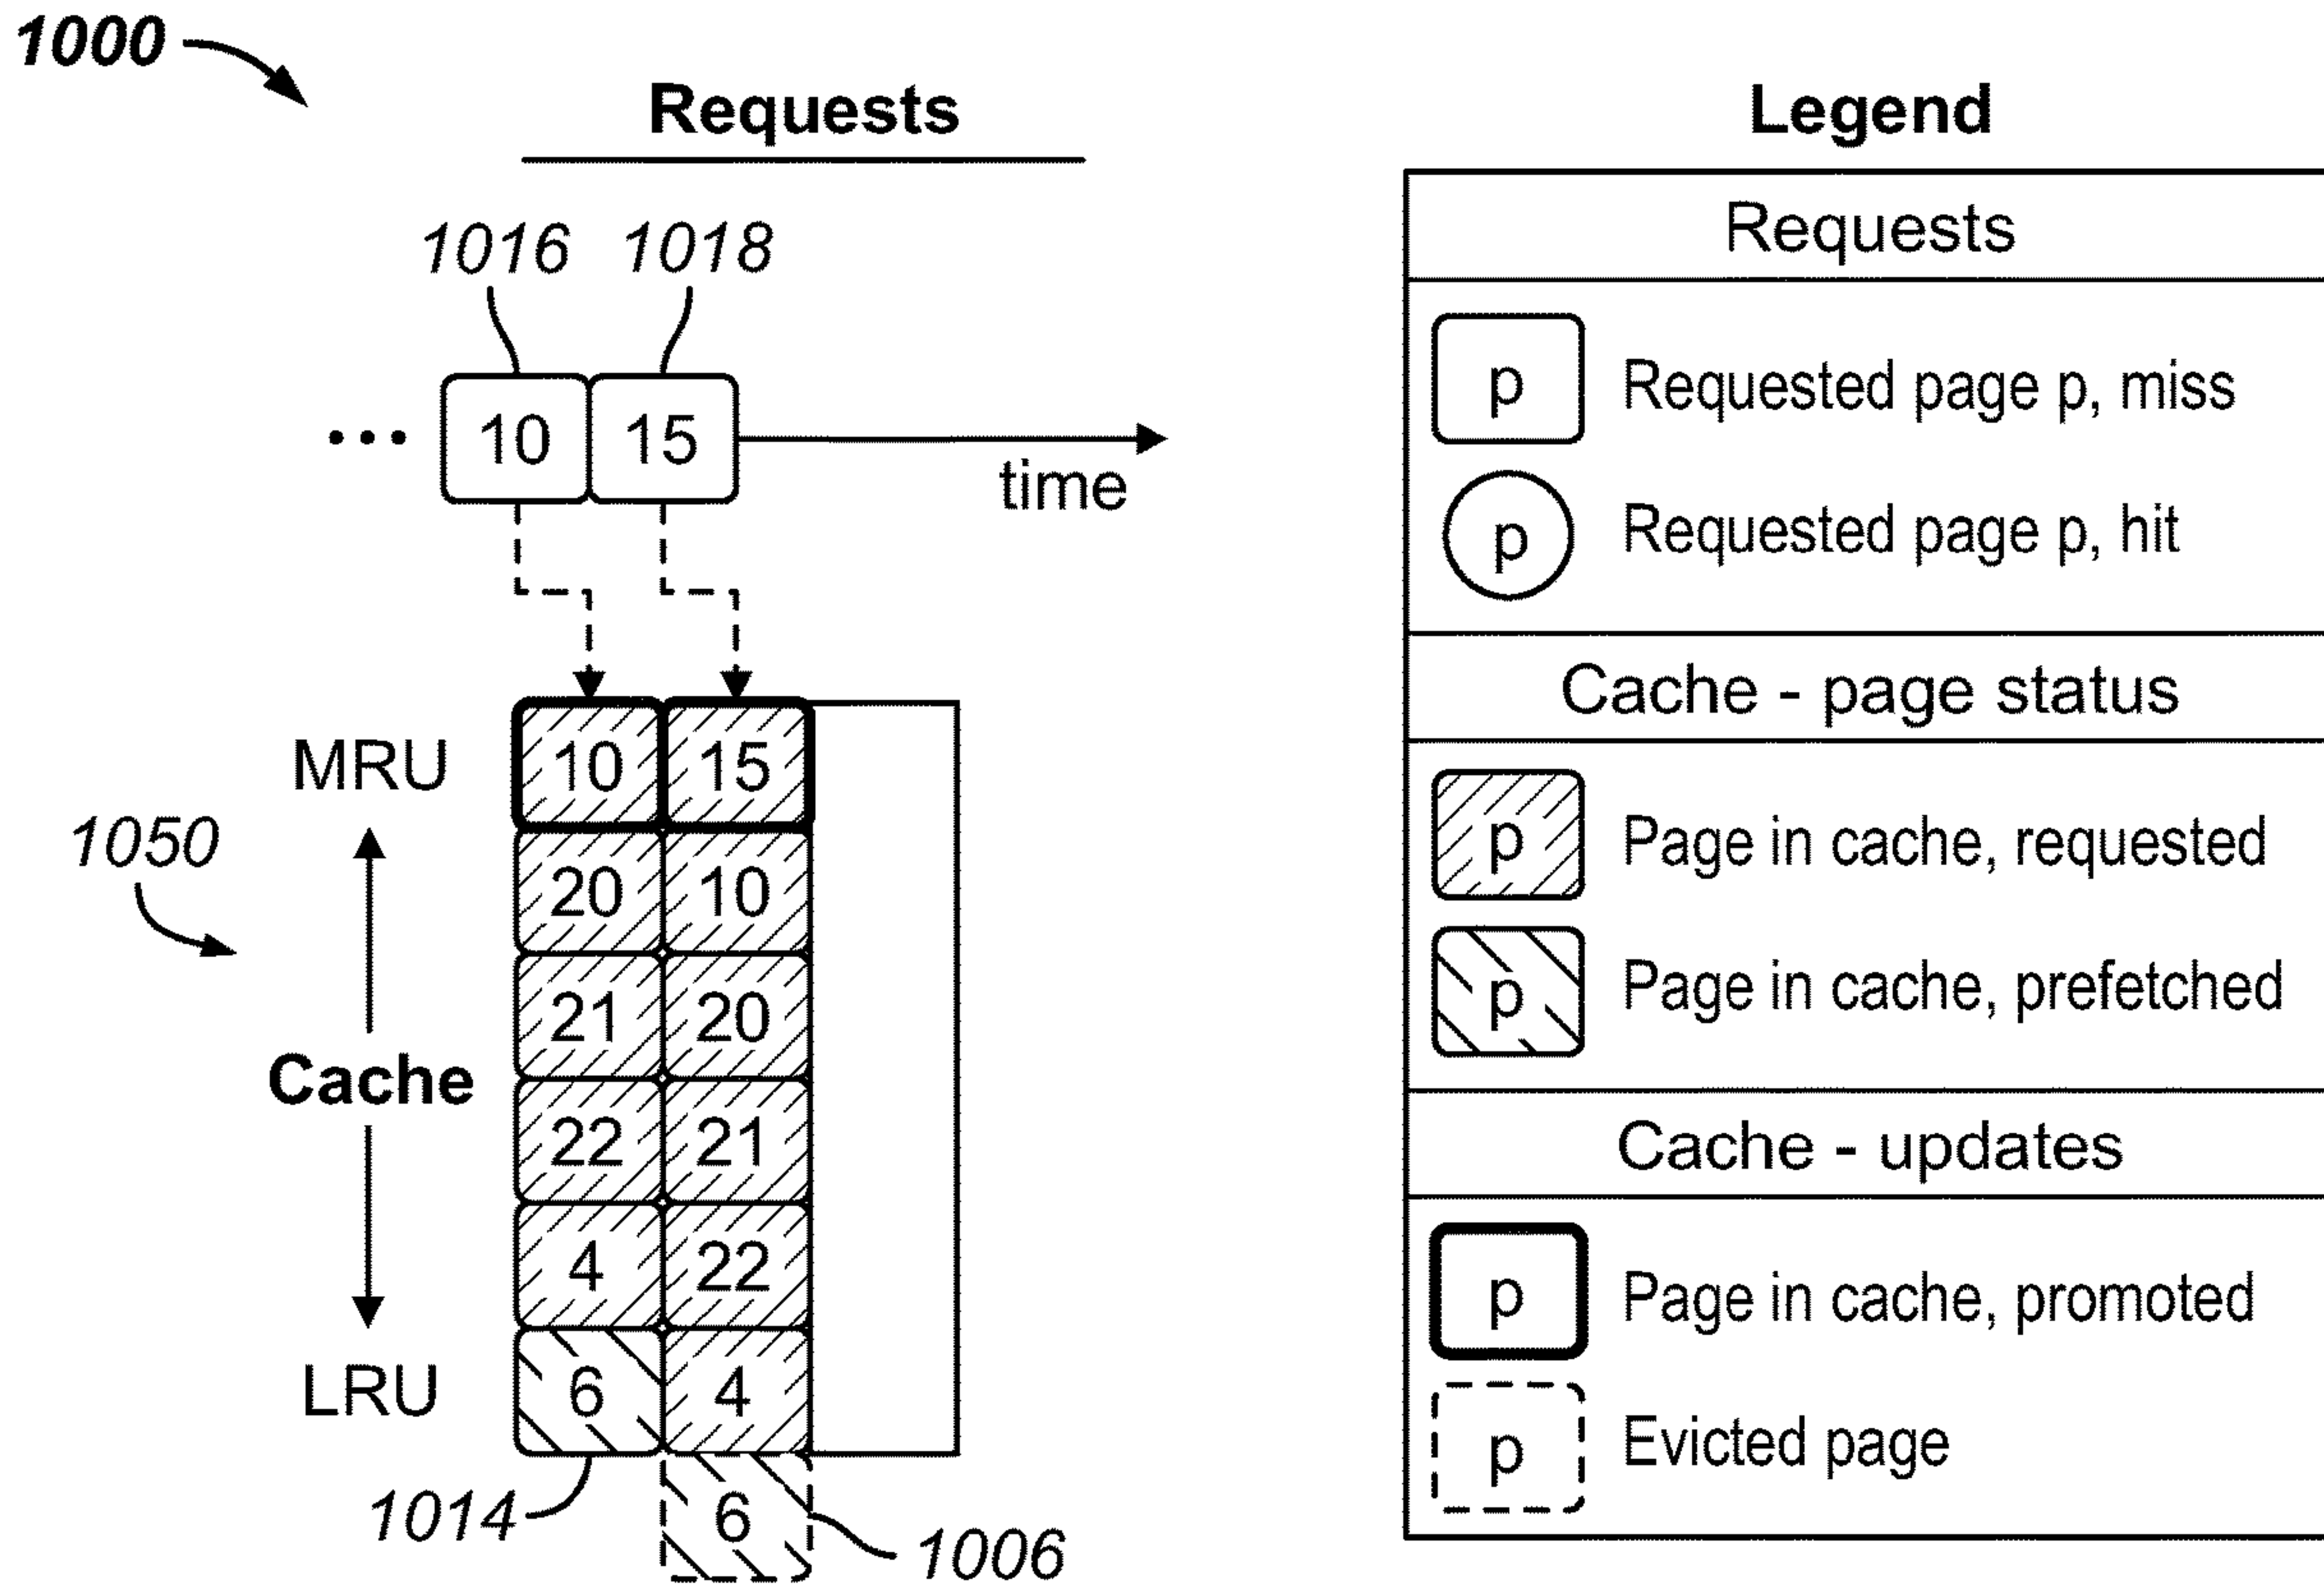 1000
Requests
1016 1018
••• 10 15
time
MRU
10 15
1050
20 10
21 20
Cache
22 21
4 22
LRU
6 4
1014
6
1006
Legend
Requests
p Requested page p, miss
p Requested page p, hit
Cache - page status
p Page in cache, requested
p Page in cache, prefetched
Cache - updates
p Page in cache, promoted
p Evicted page